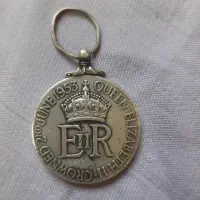 QUEEN ELIZABETH II · CROWNED 2ND JUNE 1953
EIIR